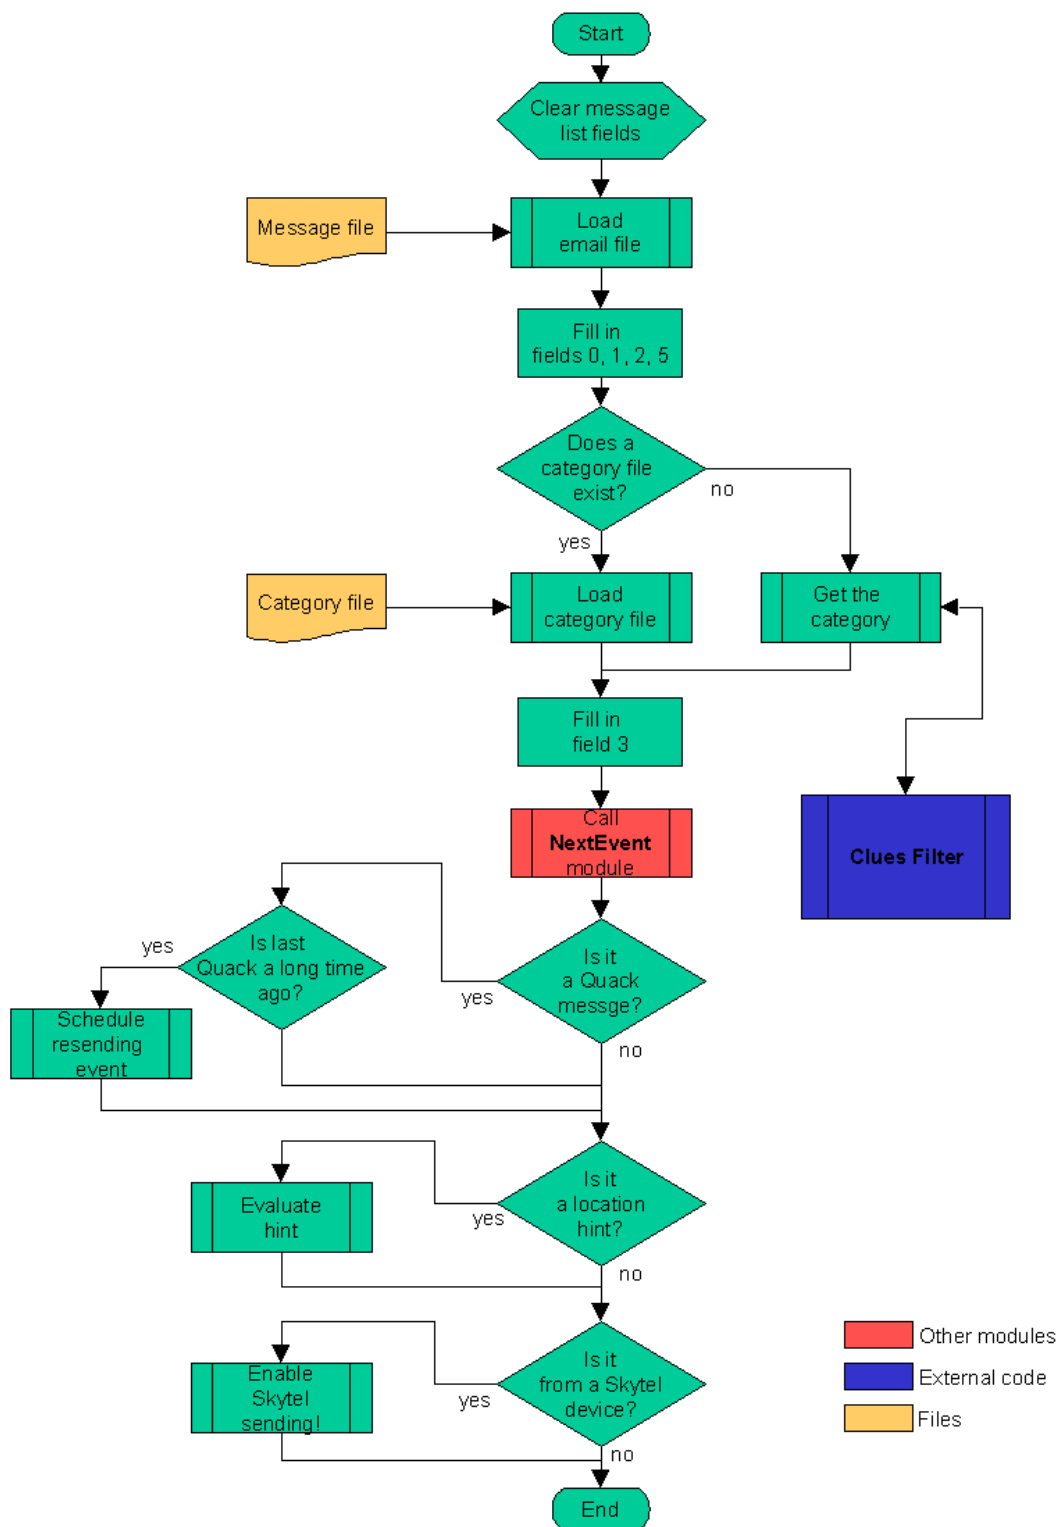 Start
Clear message
list fields
Message file
Load
email file
Fill in
fields 0, 1, 2, 5
Does a
category file
exist?
no
yes
Category file
Load
category file
Get the
category
Fill in
field 3
Call
NextEvent
module
Clues Filter
Is last
Quack a long time
ago?
yes
Is it
a Quack
messge?
yes
no
Schedule
resending
event
Is it
a location
hint?
yes
no
Evaluate
hint
Is it
from a Skytel
device?
yes
no
Enable
Skytel
sending!
End
Other modules
External code
Files